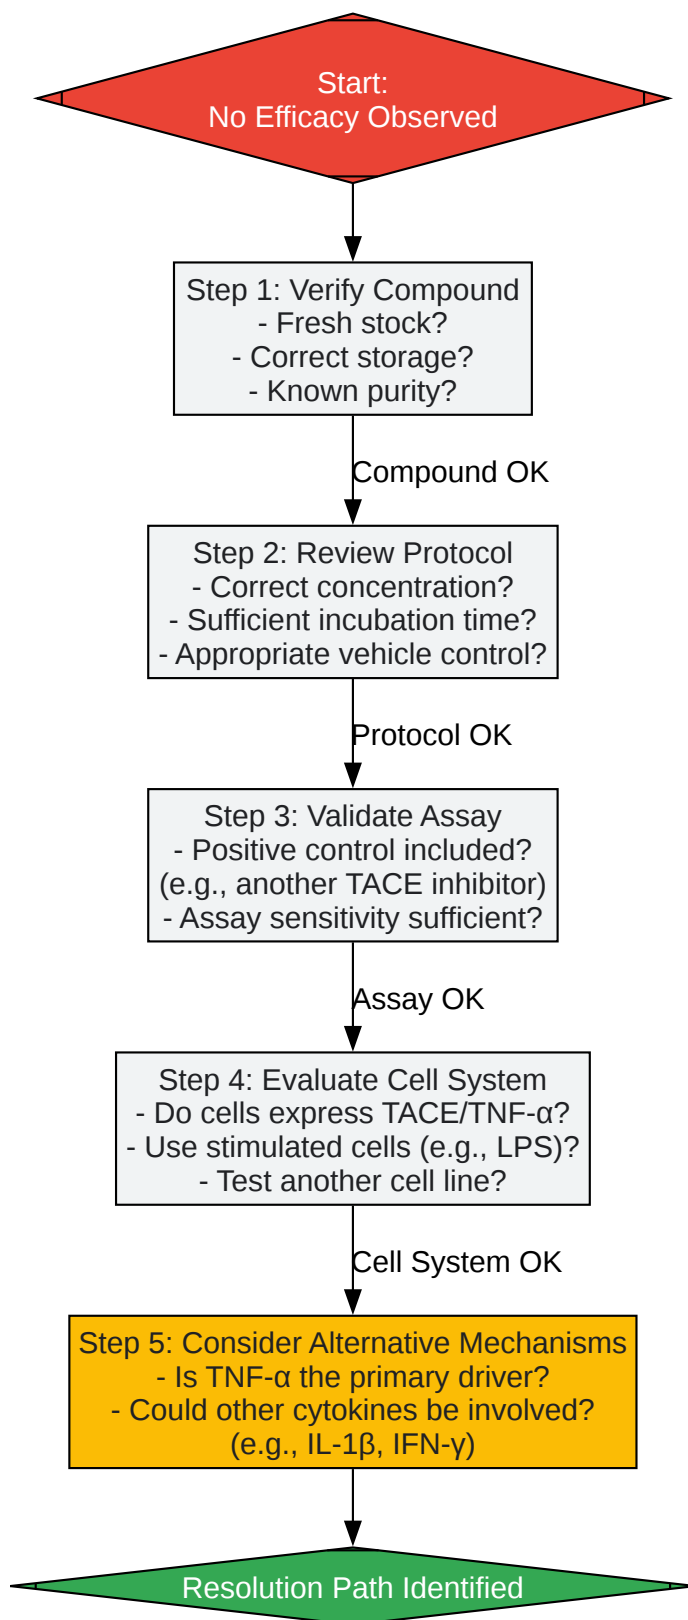 Start:
No Efficacy Observed
Step 1: Verify Compound
- Fresh stock?
- Correct storage?
- Known purity?
Compound OK
Step 2: Review Protocol
- Correct concentration?
- Sufficient incubation time?
- Appropriate vehicle control?
Protocol OK
Step 3: Validate Assay
- Positive control included?
(e.g., another TACE inhibitor)
- Assay sensitivity sufficient?
Assay OK
Step 4: Evaluate Cell System
- Do cells express TACE/TNF-α?
- Use stimulated cells (e.g., LPS)?
- Test another cell line?
Cell System OK
Step 5: Consider Alternative Mechanisms
- Is TNF-α the primary driver?
- Could other cytokines be involved?
(e.g., IL-1β, IFN-γ)
Resolution Path Identified